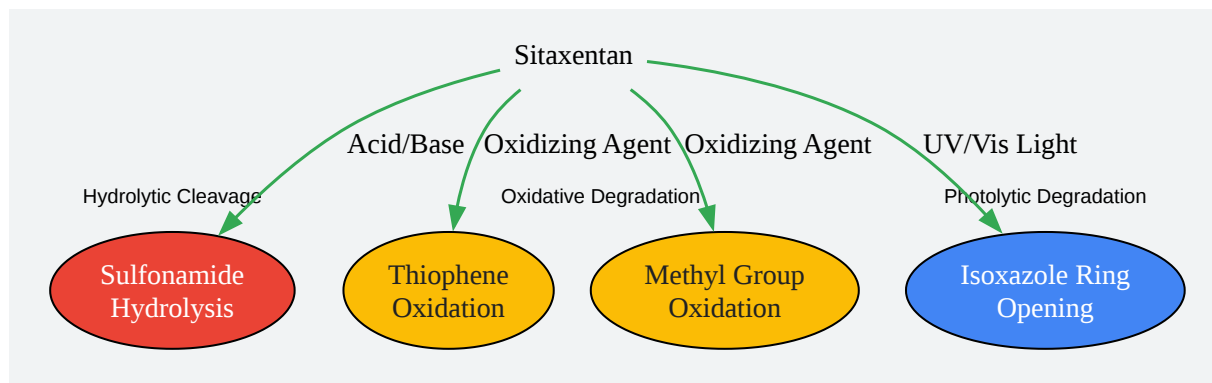 Sitaxentan
Acid/Base
Oxidizing Agent
Oxidizing Agent
UV/Vis Light
Hydrolytic Cleavage
Oxidative Degradation
Photolytic Degradation
Sulfonamide
Hydrolysis
Thiophene
Oxidation
Methyl Group
Oxidation
Isoxazole Ring
Opening